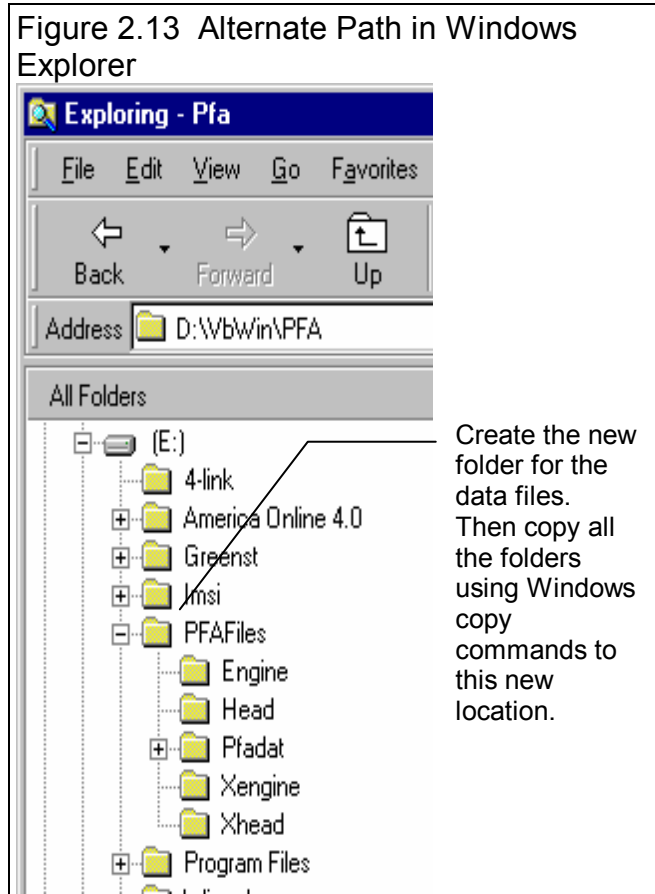 Figure 2.13 Alternate Path in Windows
Explorer
Exploring - Pfa
File Edit View Go Favorites
Back Forward Up
Address D:\VbWin\PFA
All Folders
(E:)
4-link
America Online 4.0
Greenst
Imsi
PFAFiles
Engine
Head
Pfadat
Xengine
Xhead
Program Files
Create the new
folder for the
data files.
Then copy all
the folders
using Windows
copy
commands to
this new
location.